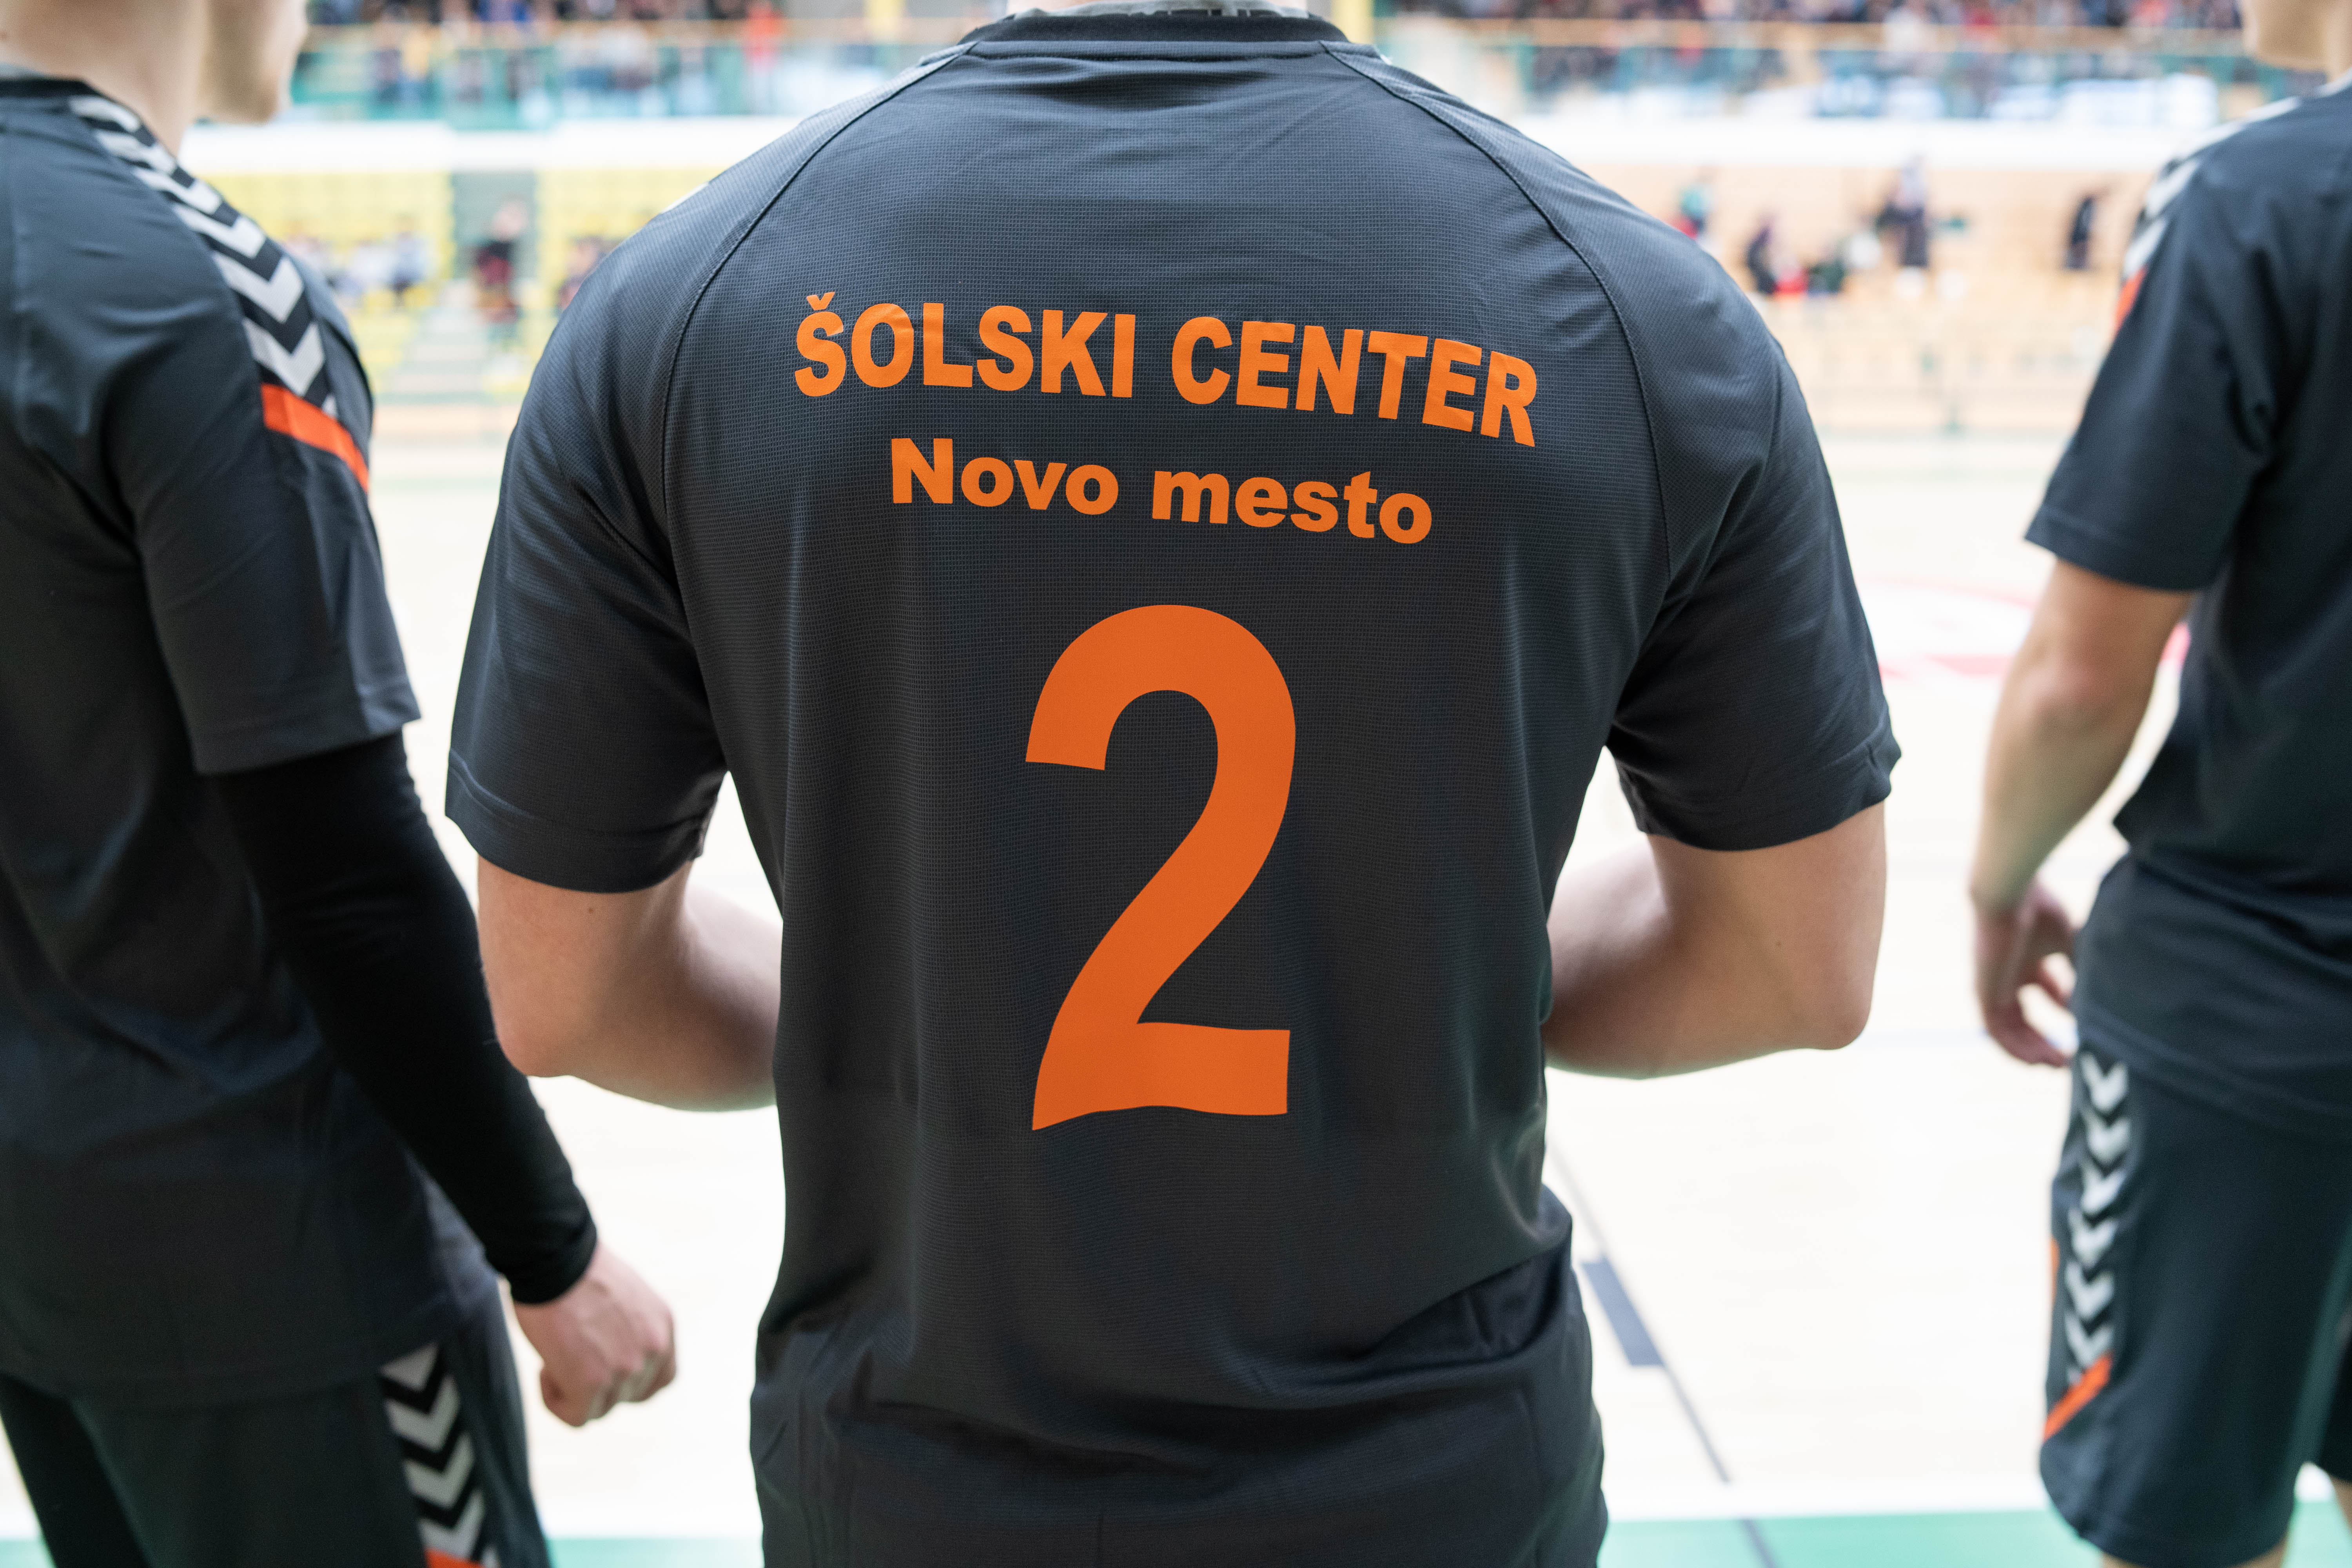 ŠOLSKI CENTER
Novo mesto
2